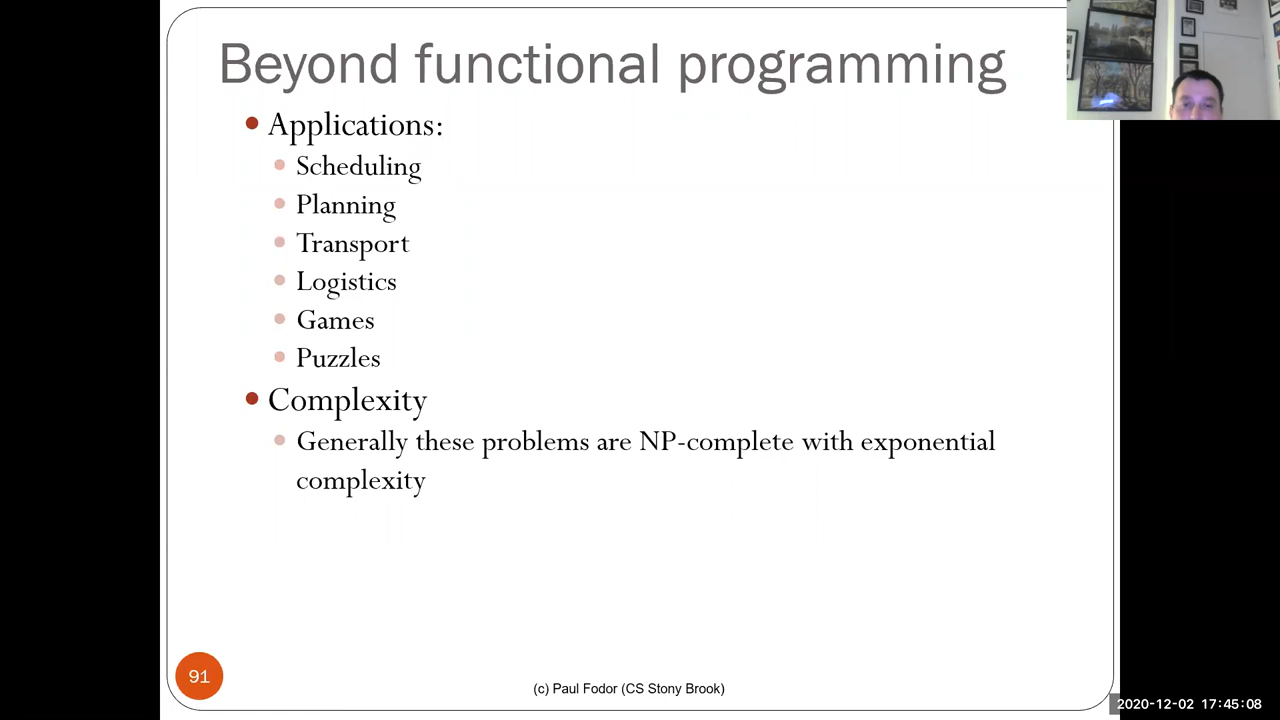 Beyond functional programming
Applications:
Scheduling
Planning
Transport
Logistics
Games
Puzzles
Complexity
Generally these problems are NP-complete with exponential
complexity
91
(c) Paul Fodor (CS Stony Brook)
2020-12-02 17:45:08